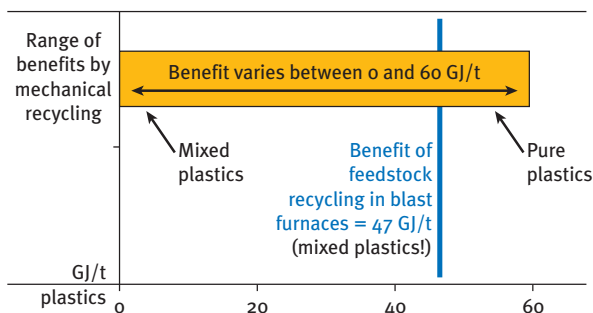 Range of
benefits by
mechanical
recycling
Benefit varies between 0 and 60 GJ/t
Mixed
plastics
Benefit of
feedstock
recycling in blast
furnaces = 47 GJ/t
(mixed plastics!)
Pure
plastics
GJ/t
plastics
0 20 40 60